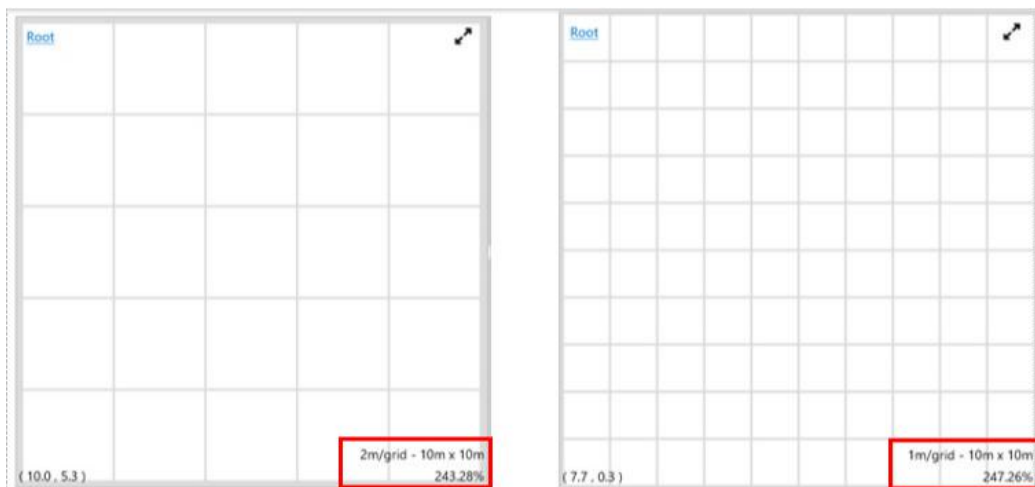 Root
2m/grid - 10m x 10m
243.28%
( 10.0 , 5.3 )
Root
1m/grid - 10m x 10m
247.26%
( 7.7 , 0.3 )